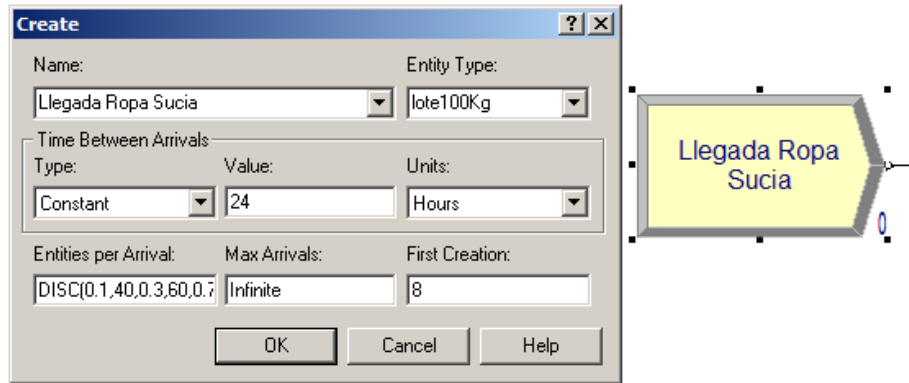 Create
Name:
Entity Type:
Llegada Ropa Sucia
lote100Kg
Time Between Arrivals
Type:
Value:
Units:
Constant
24
Hours
Entities per Arrival:
Max Arrivals:
First Creation:
DISC(0.1,40,0.3,60,0.7
Infinite
8
OK
Cancel
Help
Llegada Ropa
Sucia
0